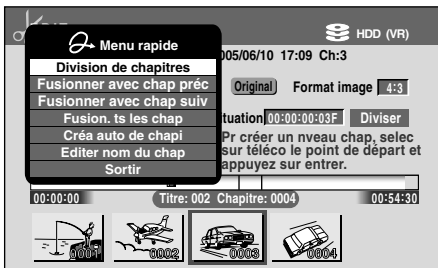 Menu rapide
Division de chapitres
Fusionner avec chap préc
Fusionner avec chap suiv
Fusion. ts les chap
Créa auto de chapi
Editer nom du chap
Sortir
HDD (VR)
005/06/10 17:09 Ch:3
Original Format image 4:3
tuation 00:00:00:03F Diviser
Pr créer un nveau chap, selec
sur téléco le point de départ et
appuyez sur entrer.
00:00:00 Titre: 002 Chapitre: 0004 00:54:30
0001 0002 0003 0004